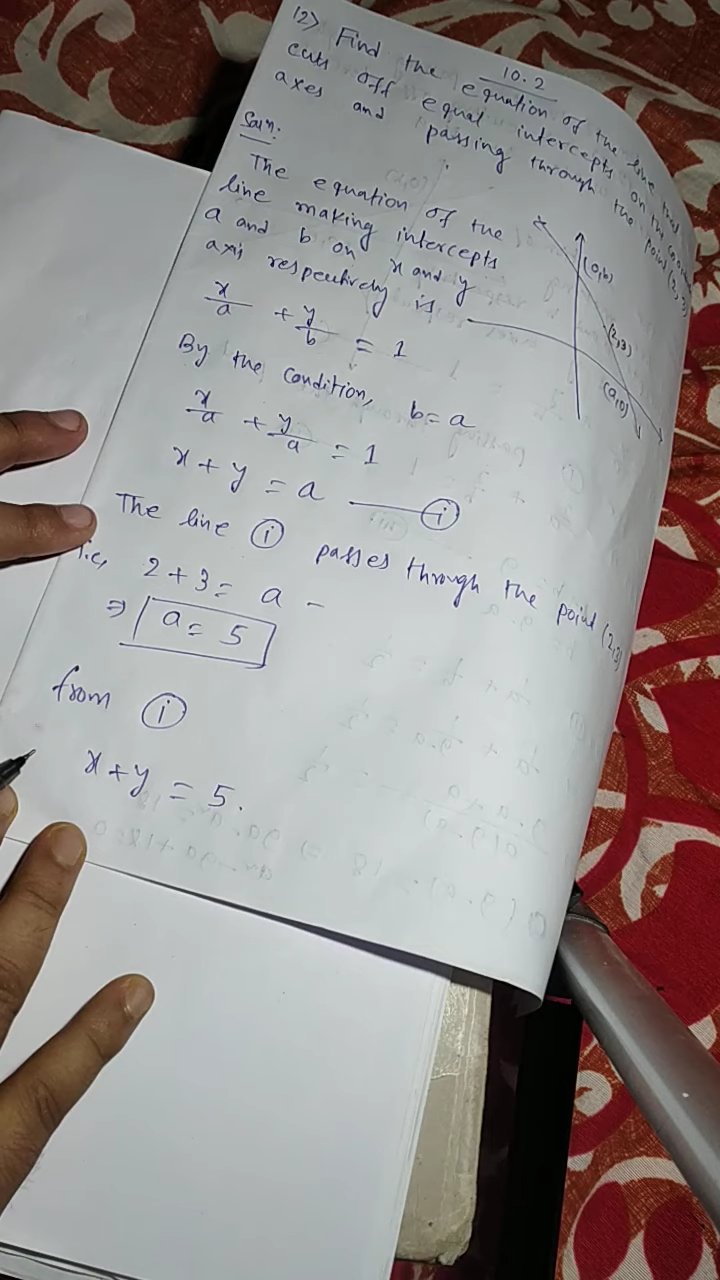 10.2
12) Find the equation of the line that
cuts off equal intercepts on the
axes and passing through the point (2,3)
Soln:
The equation of the
line making intercepts
a and b on x and y
axis respectively is
x/a + y/b = 1
(0,b)
(2,3)
(a,0)
By the condition, b = a
x/a + y/a = 1
x + y = a — (i)
The line (i) passes through the point (2,3)
i.e, 2 + 3 = a
⇒ a = 5
from (i)
x + y = 5.